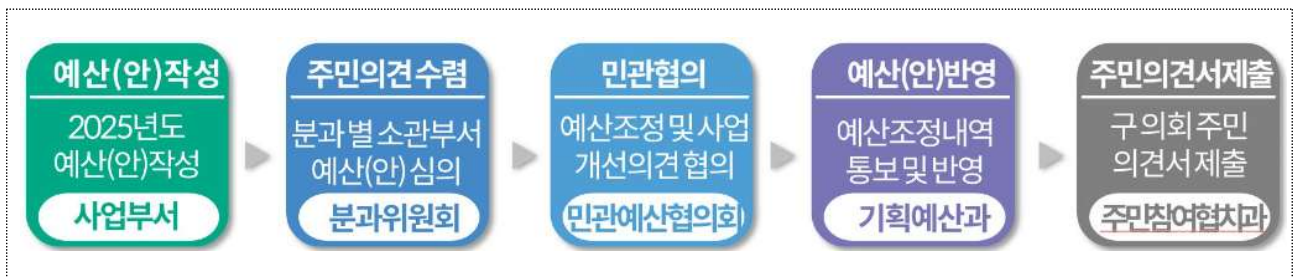 예산(안)작성
2025년도
예산(안)작성
사업부서
주민의견수렴
분과별 소관부서
예산(안) 심의
분과위원회
민관협의
예산조정 및 사업
개선의견 협의
민관예산협의회
예산(안)반영
예산조정내역
통보 및 반영
기획예산과
주민의견서제출
구의회 주민
의견서 제출
주민참여협치과